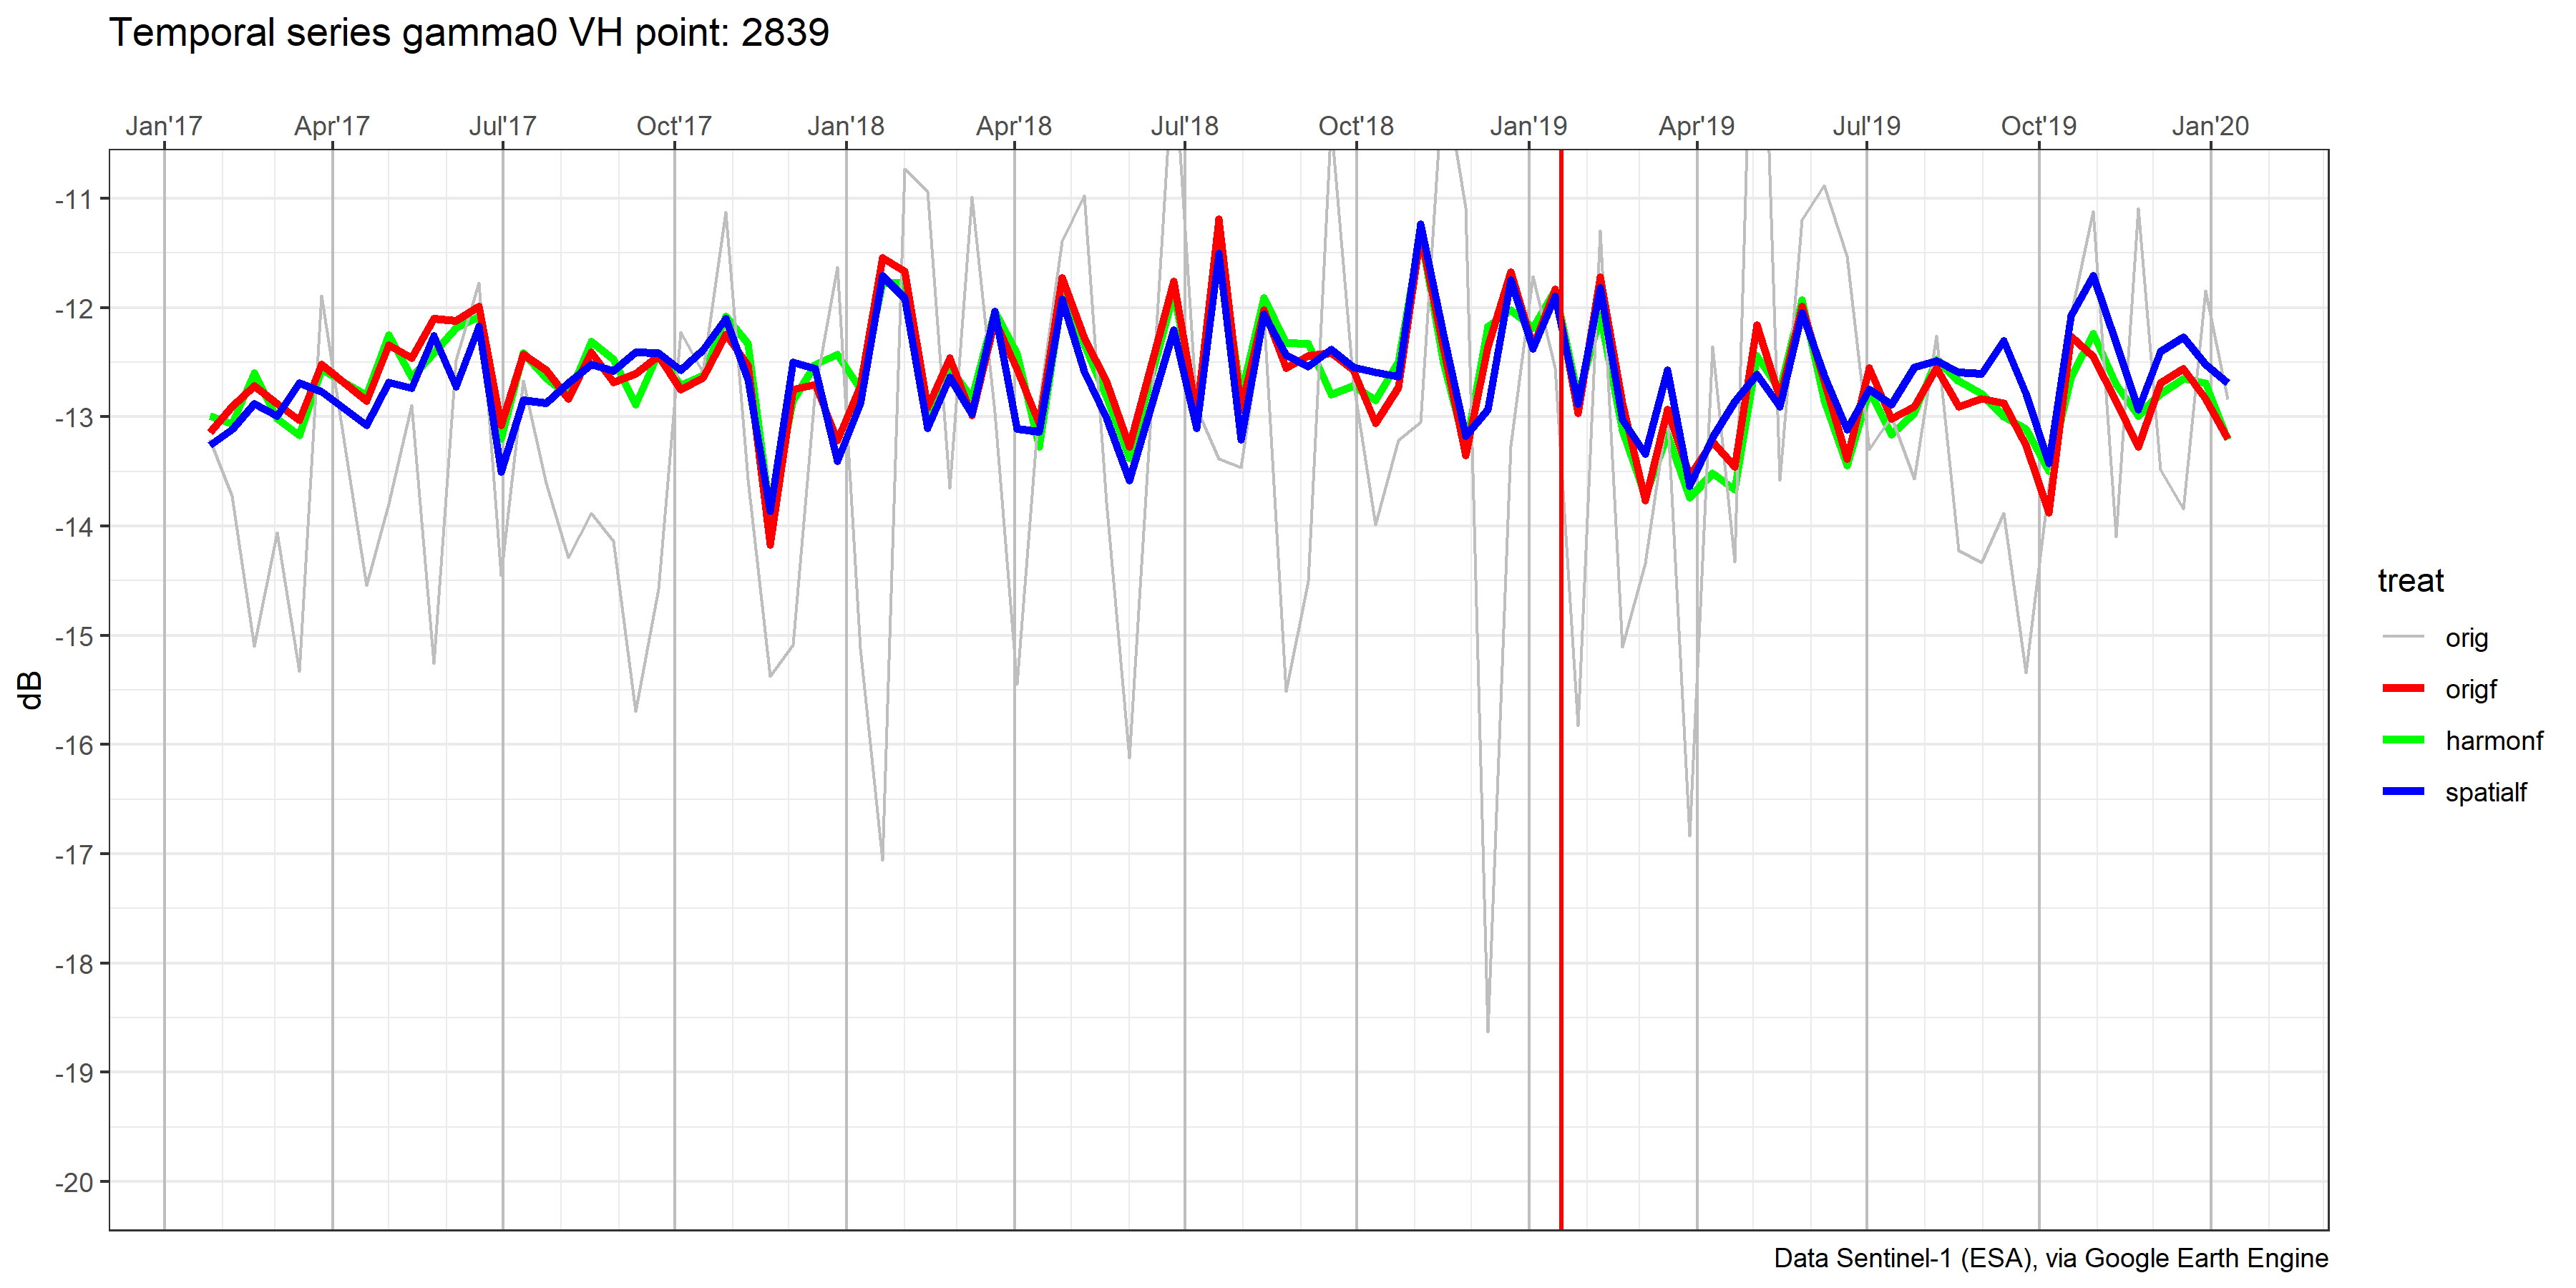 Temporal series gamma0 VH point: 2839
Jan'17 Apr'17 Jul'17 Oct'17 Jan'18 Apr'18 Jul'18 Oct'18 Jan'19 Apr'19 Jul'19 Oct'19 Jan'20
-11
-12
-13
-14
-15
-16
-17
-18
-19
-20
dB
treat
orig
origf
harmonf
spatialf
Data Sentinel-1 (ESA), via Google Earth Engine